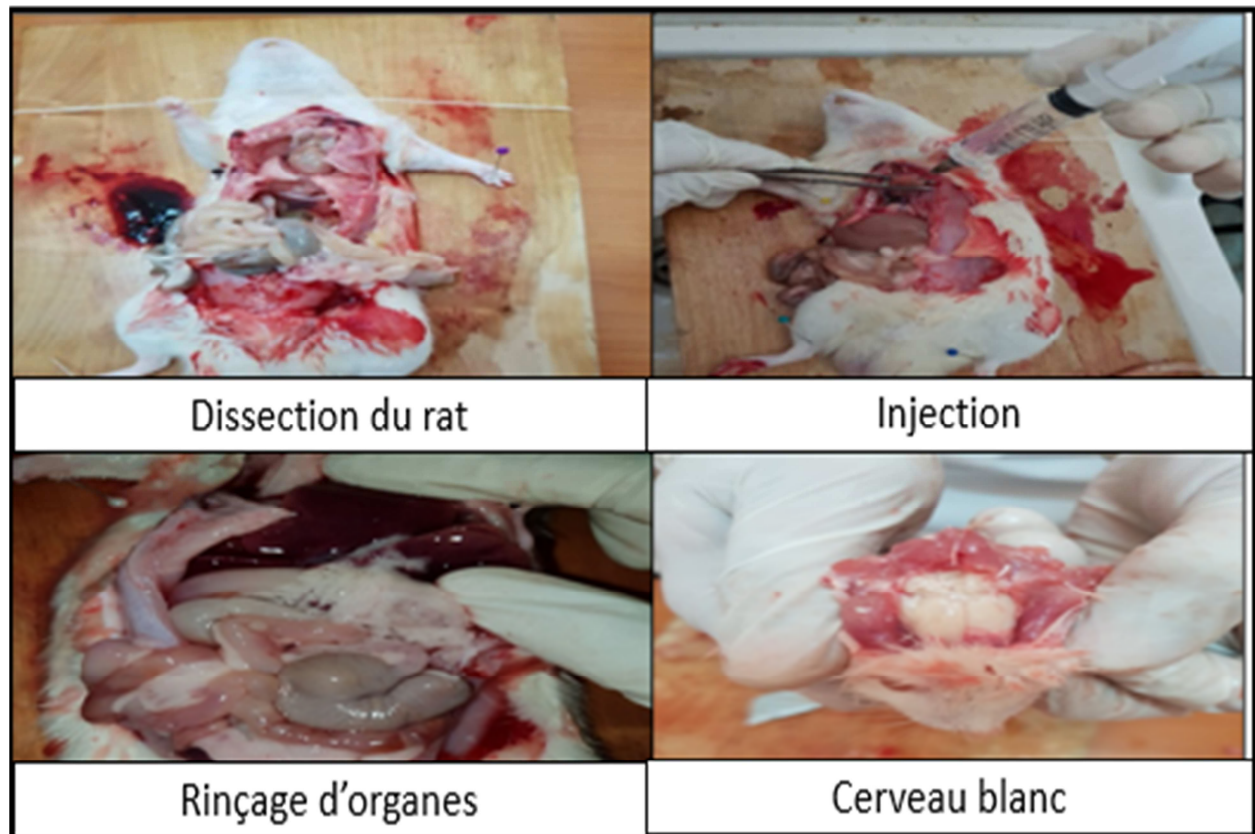 Dissection du rat
Injection
Rinçage d'organes
Cerveau blanc